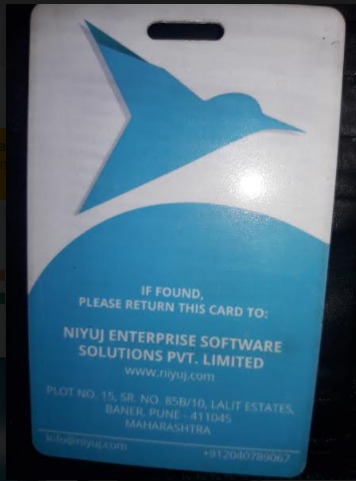 IF FOUND,
PLEASE RETURN THIS CARD TO:
NIYUJ ENTERPRISE SOFTWARE
SOLUTIONS PVT. LIMITED
www.niyuj.com
PLOT NO. 15, SR. NO. 85B/10, LALIT ESTATES,
BANER, PUNE - 411045
MAHARASHTRA
info@niyuj.com
+912040789067